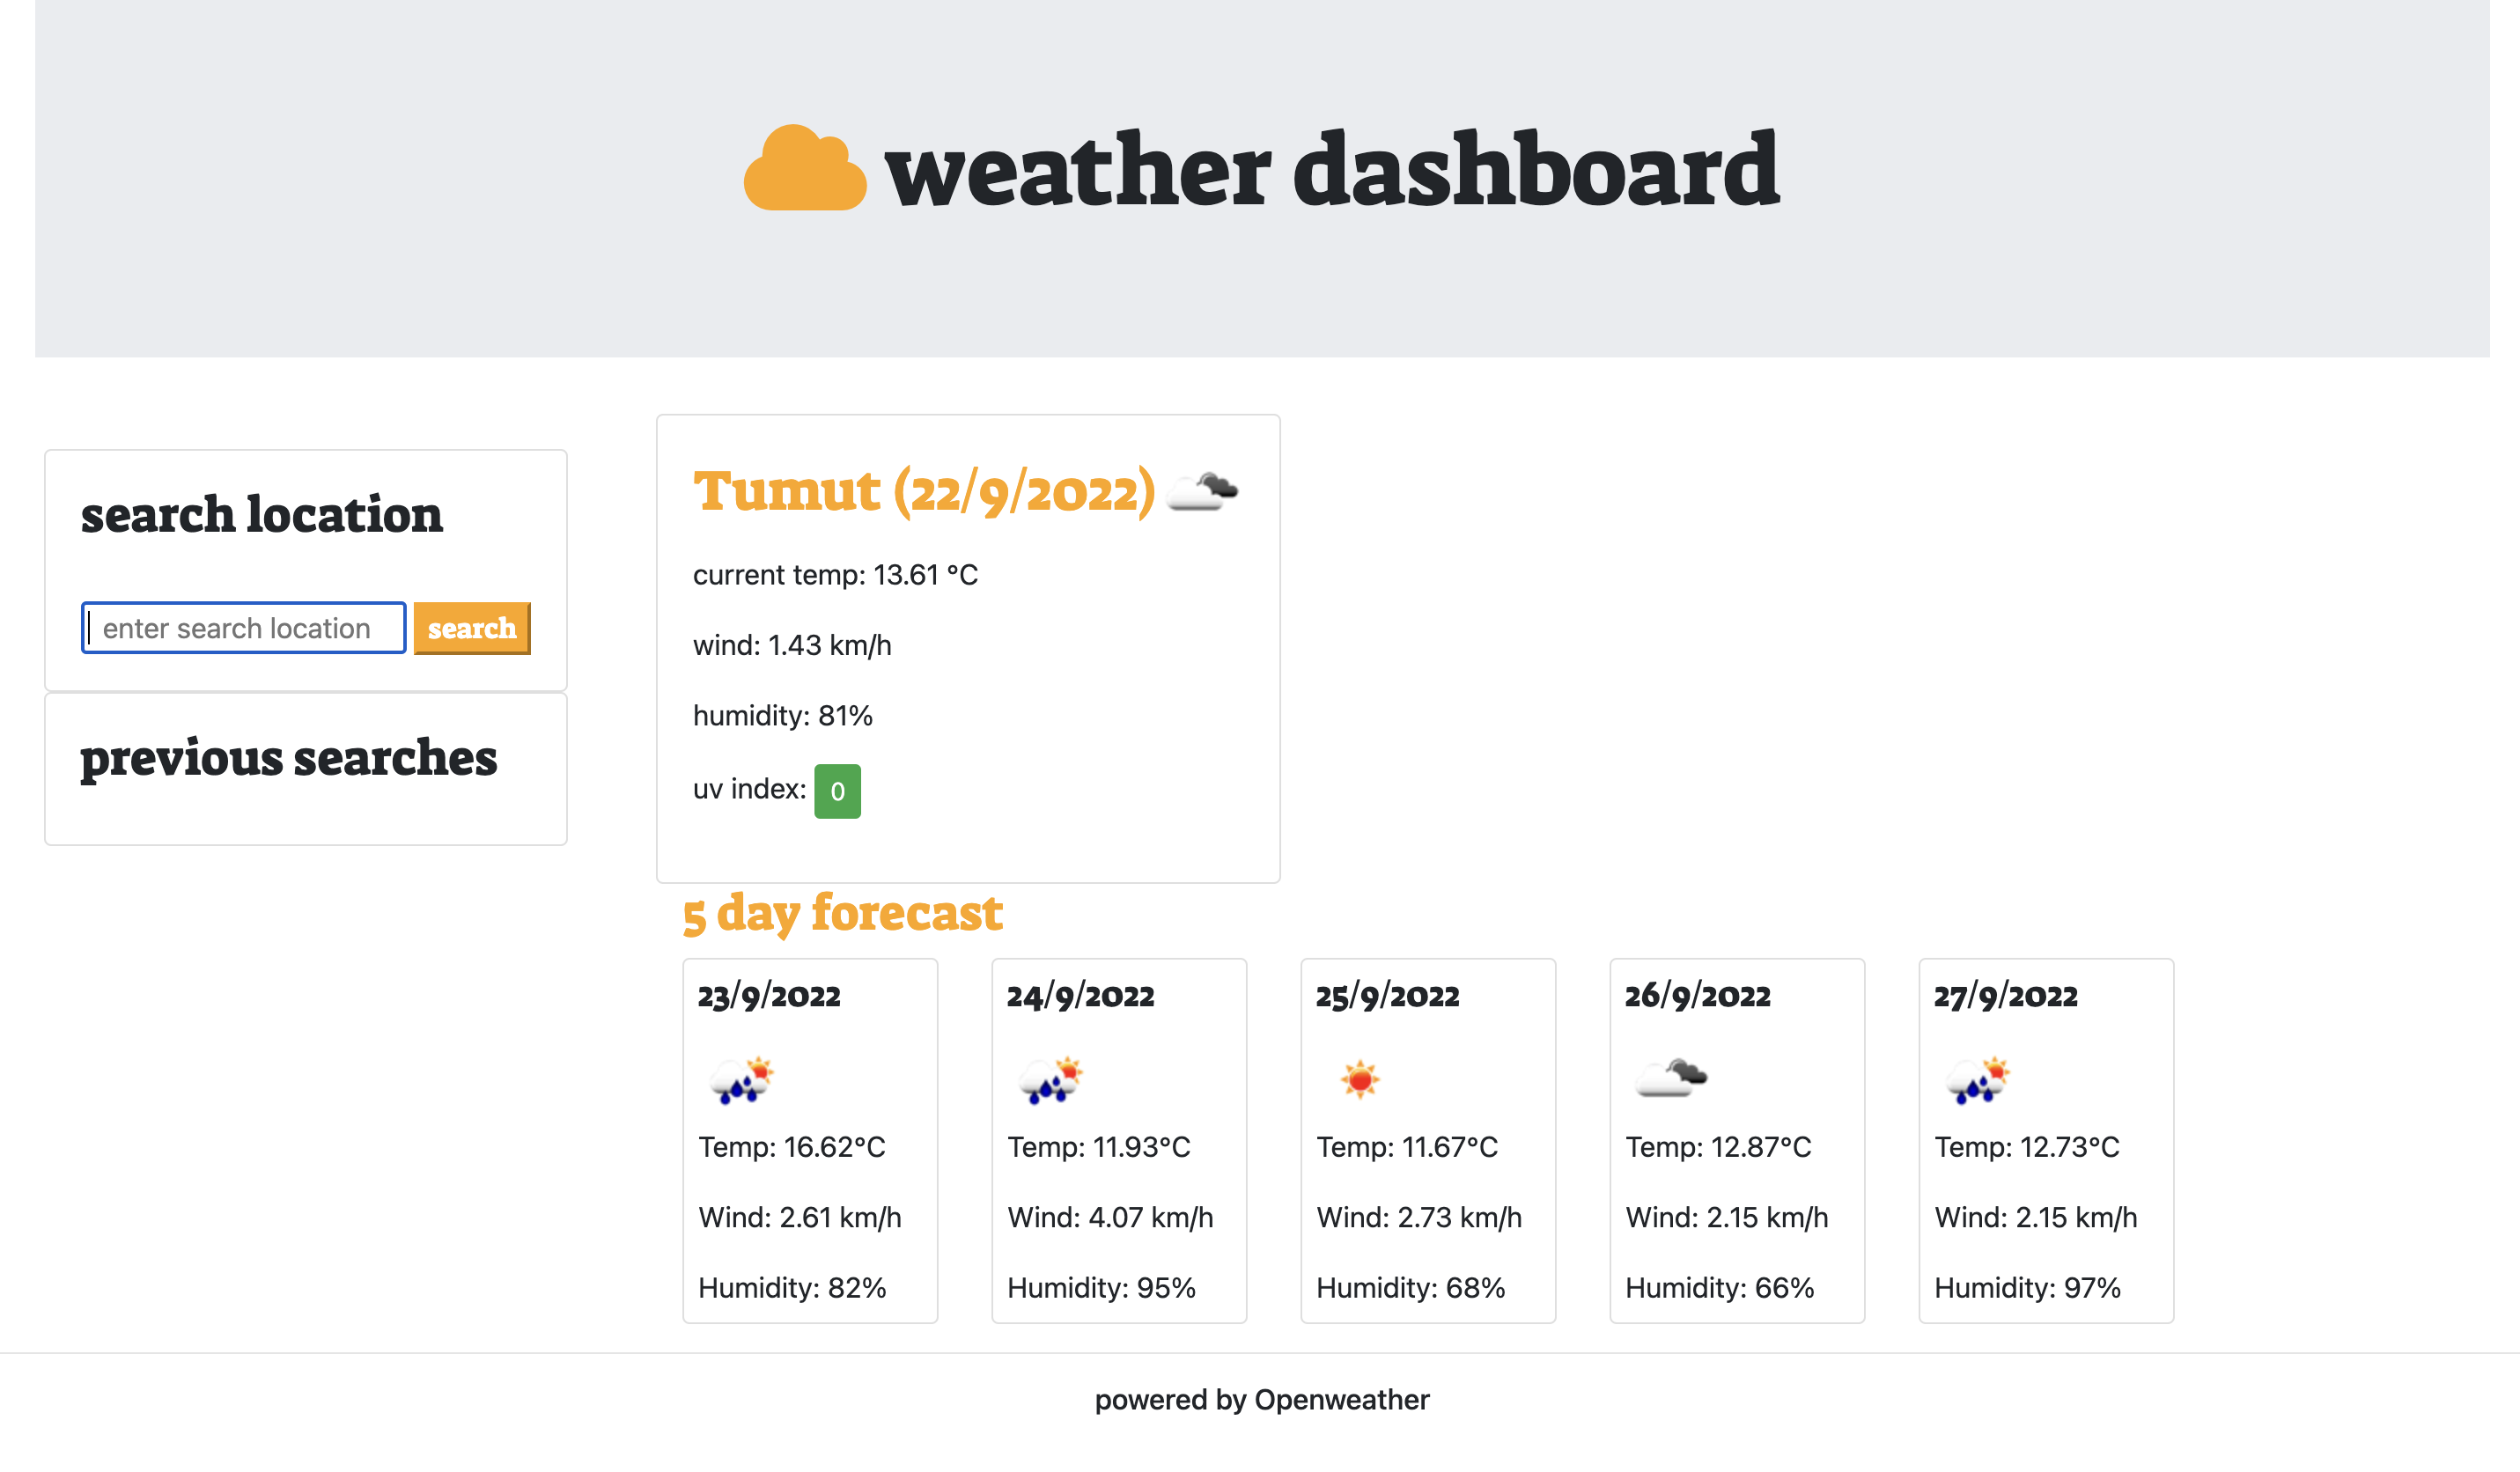 weather dashboard
search location
enter search location
search
previous searches
Tumut (22/9/2022)
current temp: 13.61 °C
wind: 1.43 km/h
humidity: 81%
uv index: 0
5 day forecast
23/9/2022
Temp: 16.62°C
Wind: 2.61 km/h
Humidity: 82%
24/9/2022
Temp: 11.93°C
Wind: 4.07 km/h
Humidity: 95%
25/9/2022
Temp: 11.67°C
Wind: 2.73 km/h
Humidity: 68%
26/9/2022
Temp: 12.87°C
Wind: 2.15 km/h
Humidity: 66%
27/9/2022
Temp: 12.73°C
Wind: 2.15 km/h
Humidity: 97%
powered by Openweather